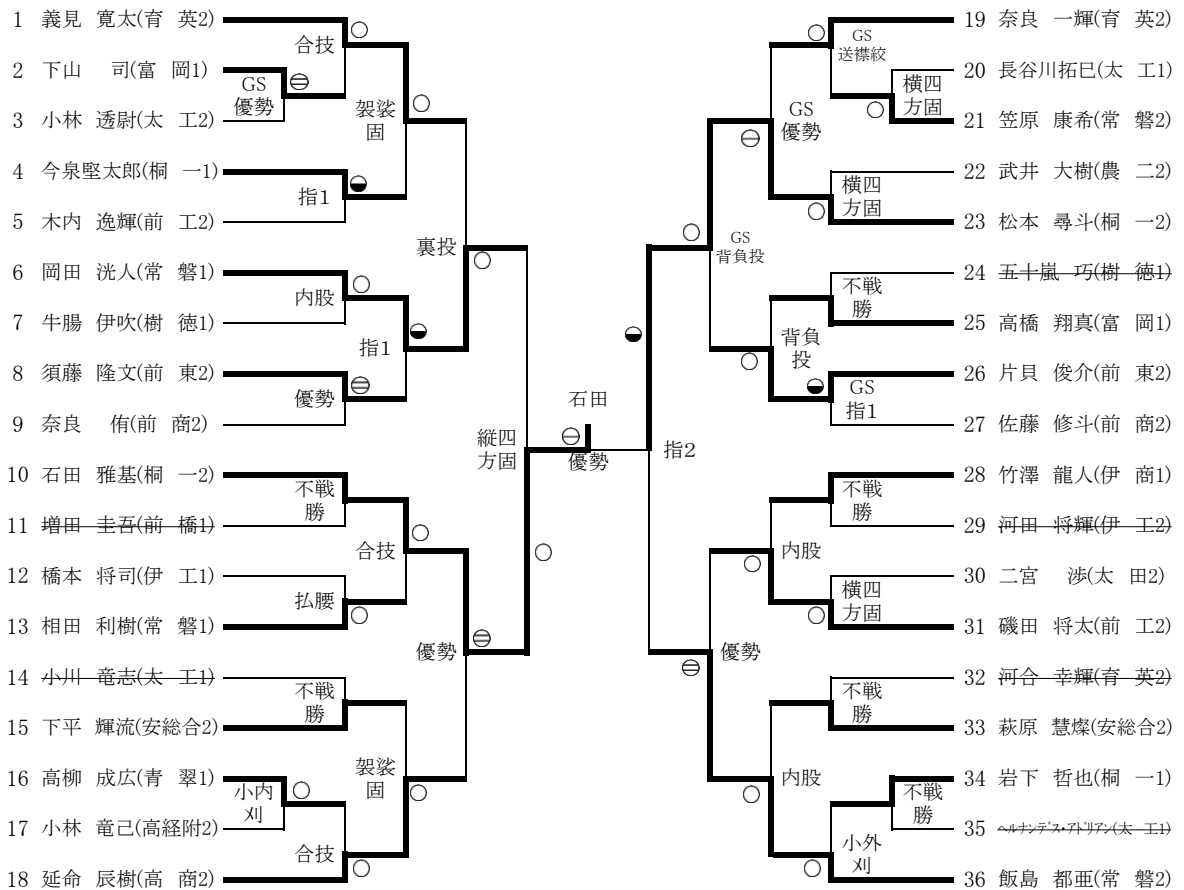 1 義見 寛太(育 英2)
2 下山 司(富 岡1)
3 小林 透尉(太 工2)
4 今泉堅太郎(桐 一1)
5 木内 逸輝(前 工2)
6 岡田 洸人(常 磐1)
7 牛腸 伊吹(樹 徳1)
8 須藤 隆文(前 東2)
9 奈良 侑(前 商2)
10 石田 雅基(桐 一2)
11 増田 圭吾(前 橋1)
12 橋本 将司(伊 工1)
13 相田 利樹(常 磐1)
14 小川 竜志(太 工1)
15 下平 輝流(安総合2)
16 高柳 成広(青 翠1)
17 小林 竜己(高経附2)
18 延命 辰樹(高 商2)
合技
GS
優勢
指1
内股
優勢
不戦
勝
払腰
不戦
勝
小内
刈
合技
袈裟
固
指1
合技
袈裟
固
裏投
優勢
縦四
方固
石田
優勢
指2
GS
背負投
優勢
GS
優勢
背負
投
内股
内股
GS
送襟絞
横四
方固
横四
方固
不戦
勝
GS
指1
不戦
勝
横四
方固
不戦
勝
不戦
勝
小外
刈
19 奈良 一輝(育 英2)
20 長谷川拓巳(太 工1)
21 笠原 康希(常 磐2)
22 武井 大樹(農 二2)
23 松本 尋斗(桐 一2)
24 五十嵐 巧(樹 徳1)
25 高橋 翔真(富 岡1)
26 片貝 俊介(前 東2)
27 佐藤 修斗(前 商2)
28 竹澤 龍人(伊 商1)
29 河田 将輝(伊 工2)
30 二宮 渉(太 田2)
31 磯田 将太(前 工2)
32 河合 幸輝(育 英2)
33 萩原 慧燦(安総合2)
34 岩下 哲也(桐 一1)
35 ヘルナンデス・アドリアン(太 工1)
36 飯島 都亜(常 磐2)